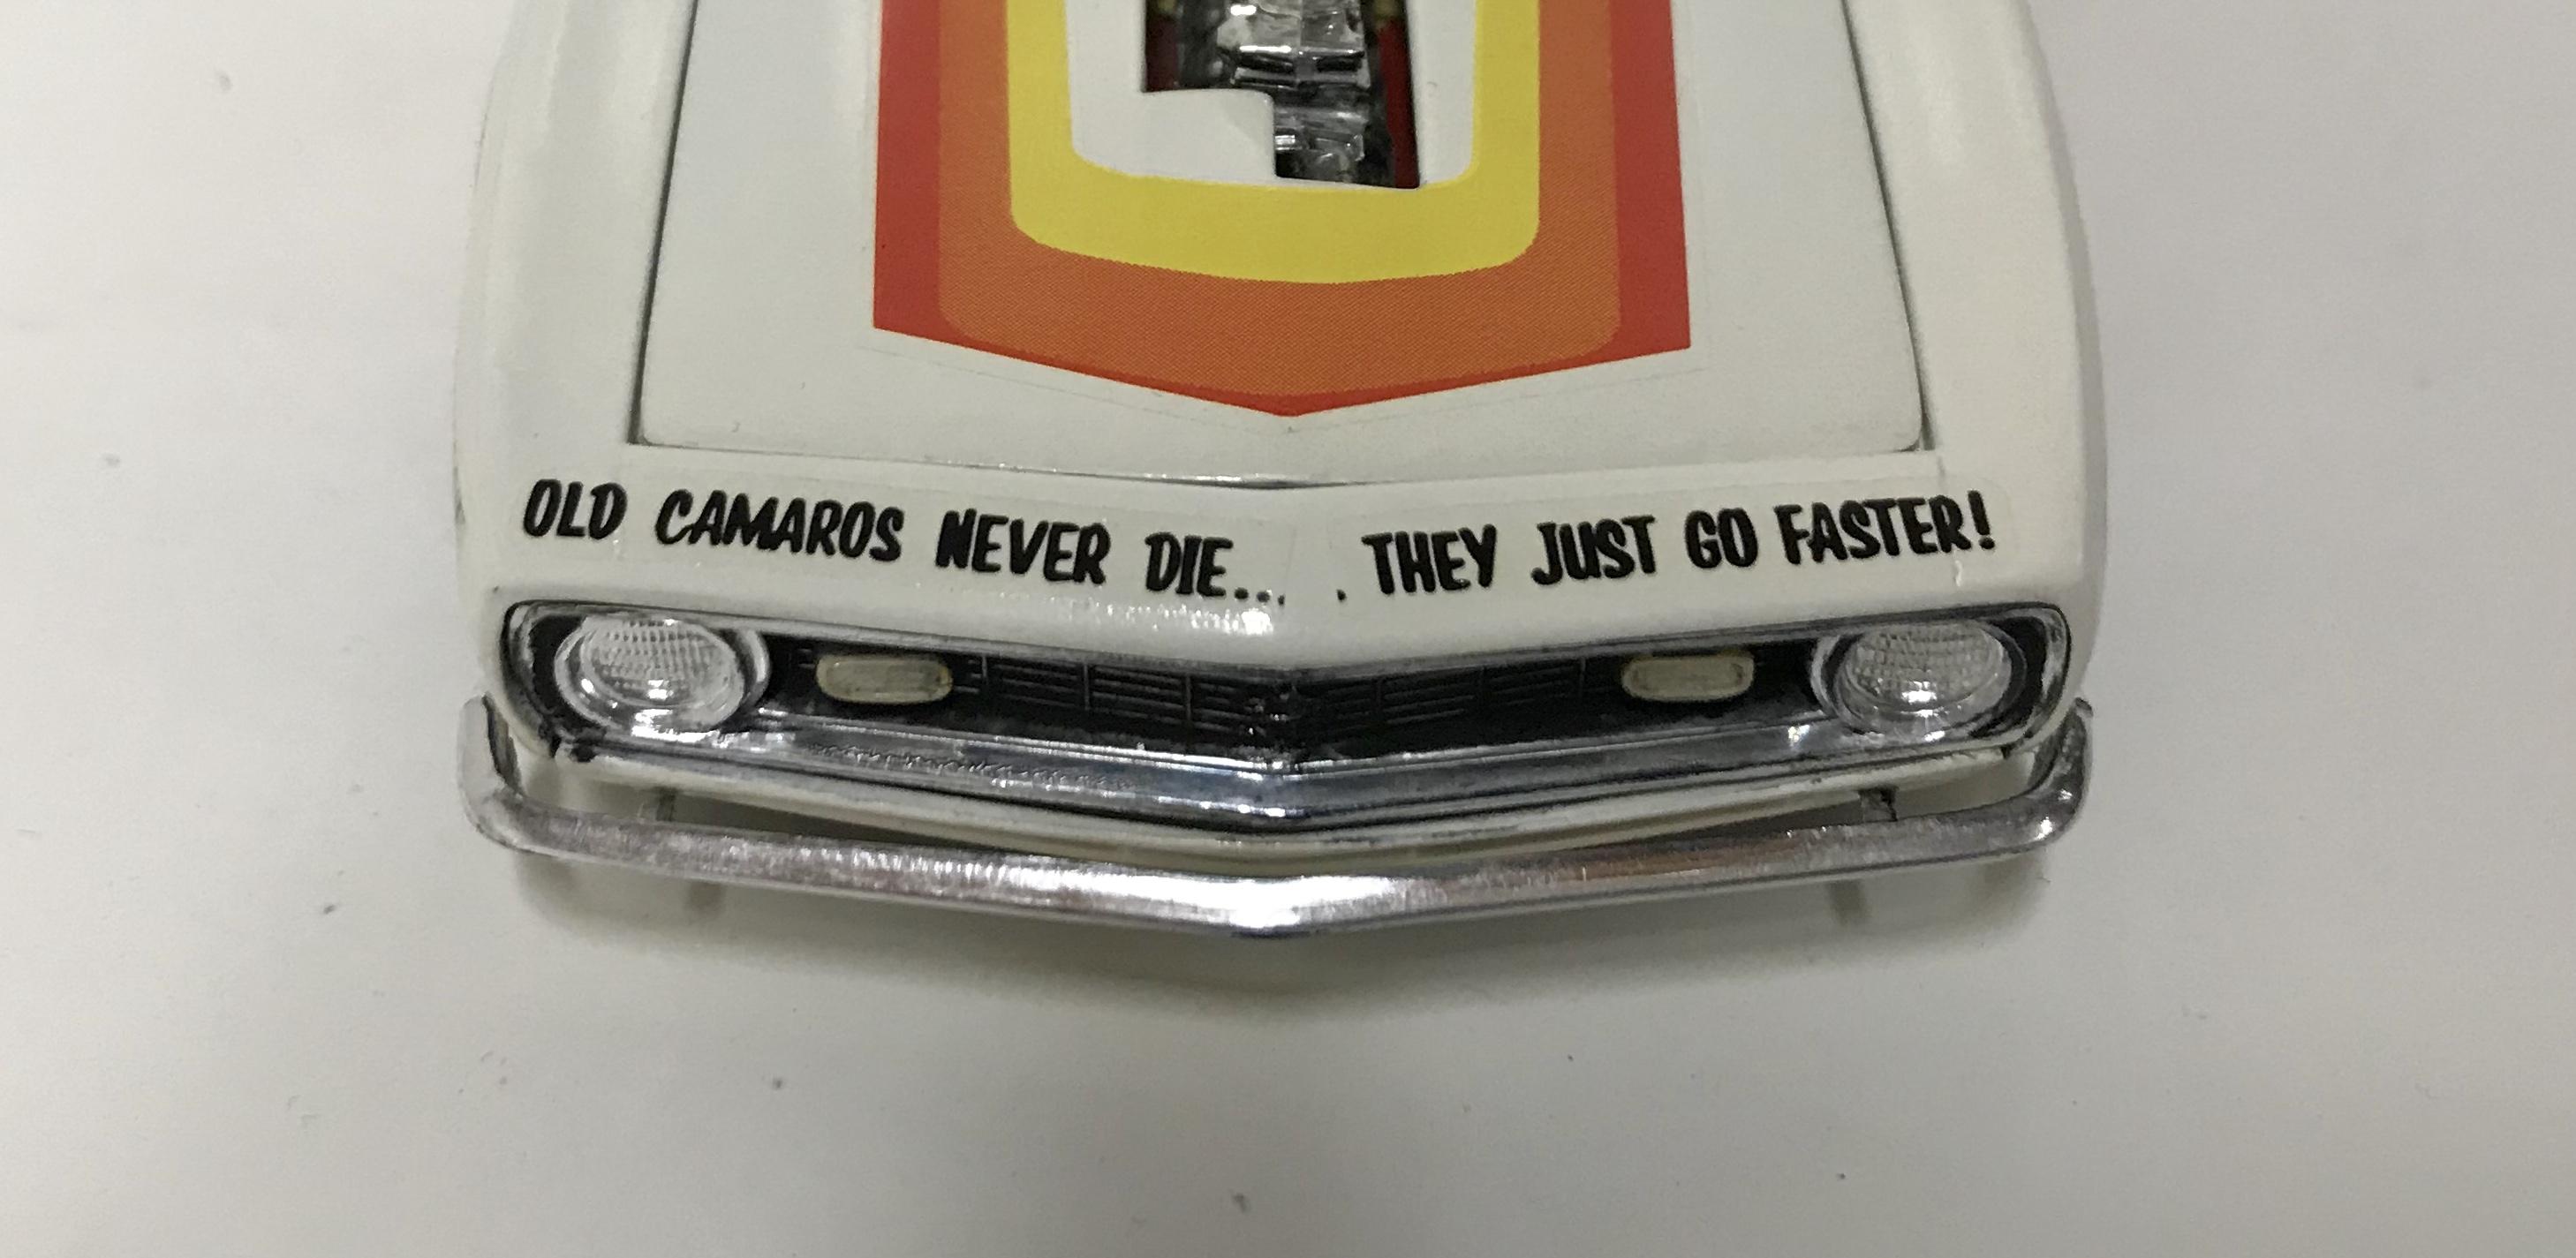 OLD CAMAROS NEVER DIE... . THEY JUST GO FASTER!